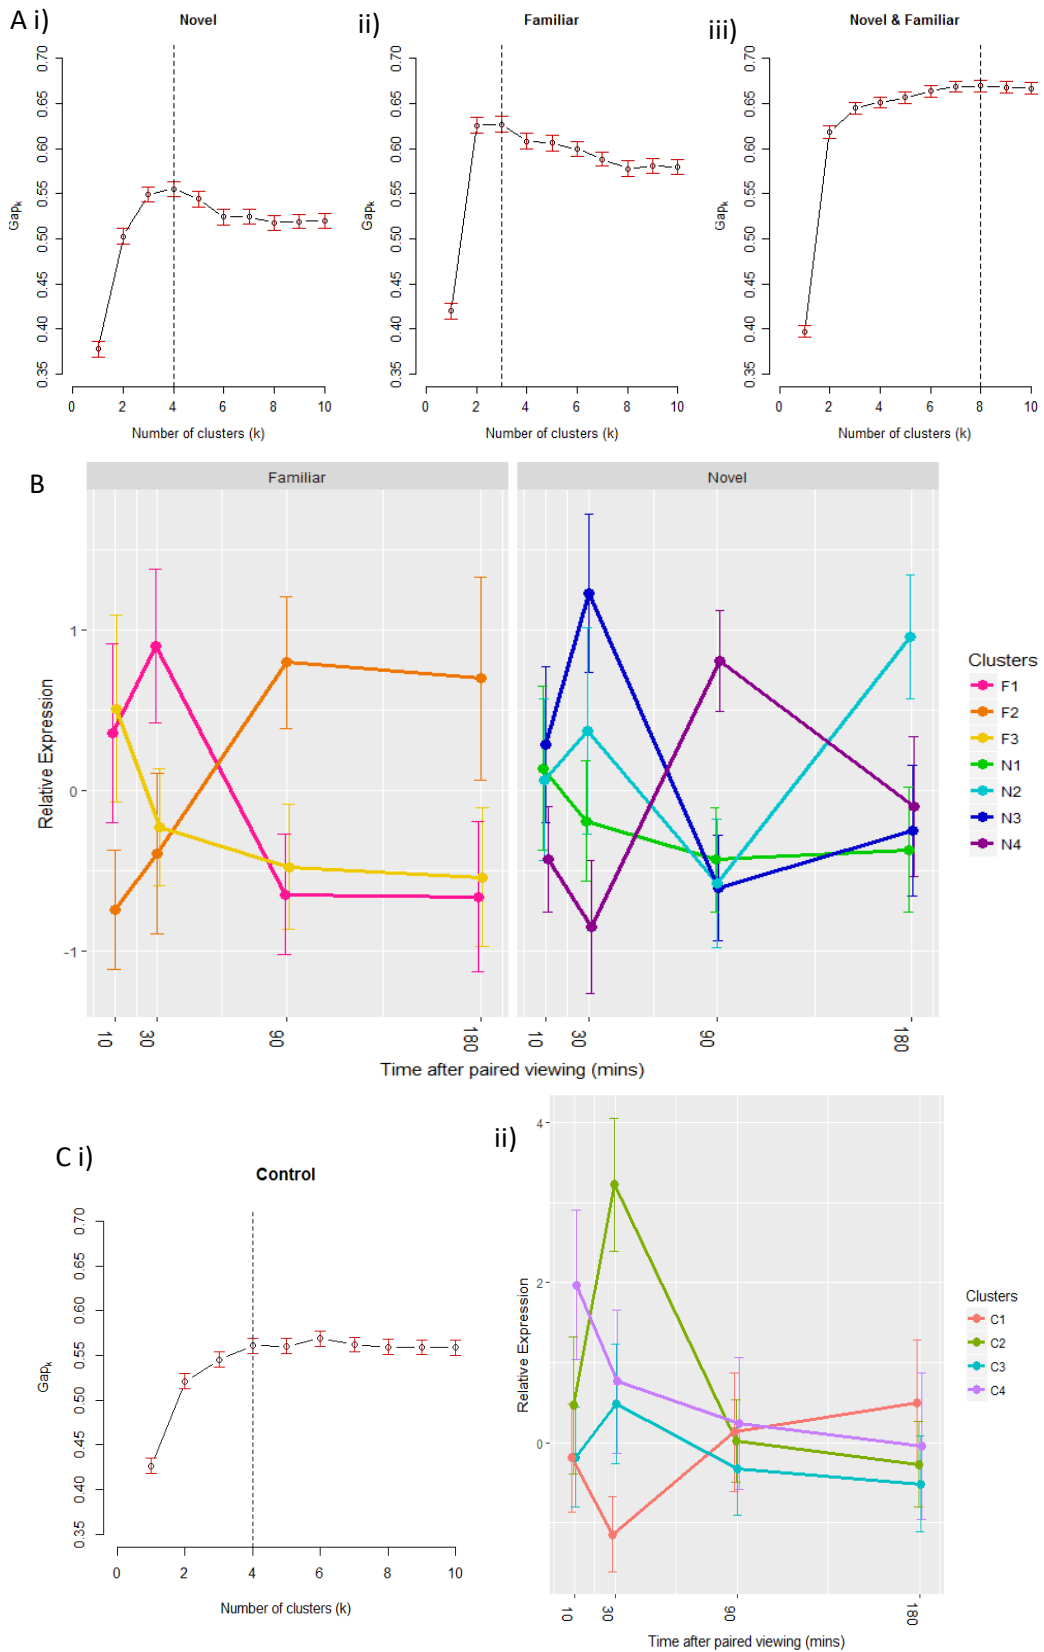 A i)
Novel
0.35 0.40 0.45 0.50 0.55 0.60 0.65 0.70
Gapk
0 2 4 6 8 10
Number of clusters (k)
ii)
Familiar
0.35 0.40 0.45 0.50 0.55 0.60 0.65 0.70
Gapk
0 2 4 6 8 10
Number of clusters (k)
iii)
Novel & Familiar
0.35 0.40 0.45 0.50 0.55 0.60 0.65 0.70
Gapk
0 2 4 6 8 10
Number of clusters (k)
B
Familiar
Novel
1
0
-1
Relative Expression
10 30 90 180
10 30 90 180
Time after paired viewing (mins)
Clusters
F1
F2
F3
N1
N2
N3
N4
C i)
Control
0.35 0.40 0.45 0.50 0.55 0.60 0.65 0.70
Gapk
0 2 4 6 8 10
Number of clusters (k)
ii)
4
2
0
Relative Expression
10 30 90 180
Time after paired viewing (mins)
Clusters
C1
C2
C3
C4